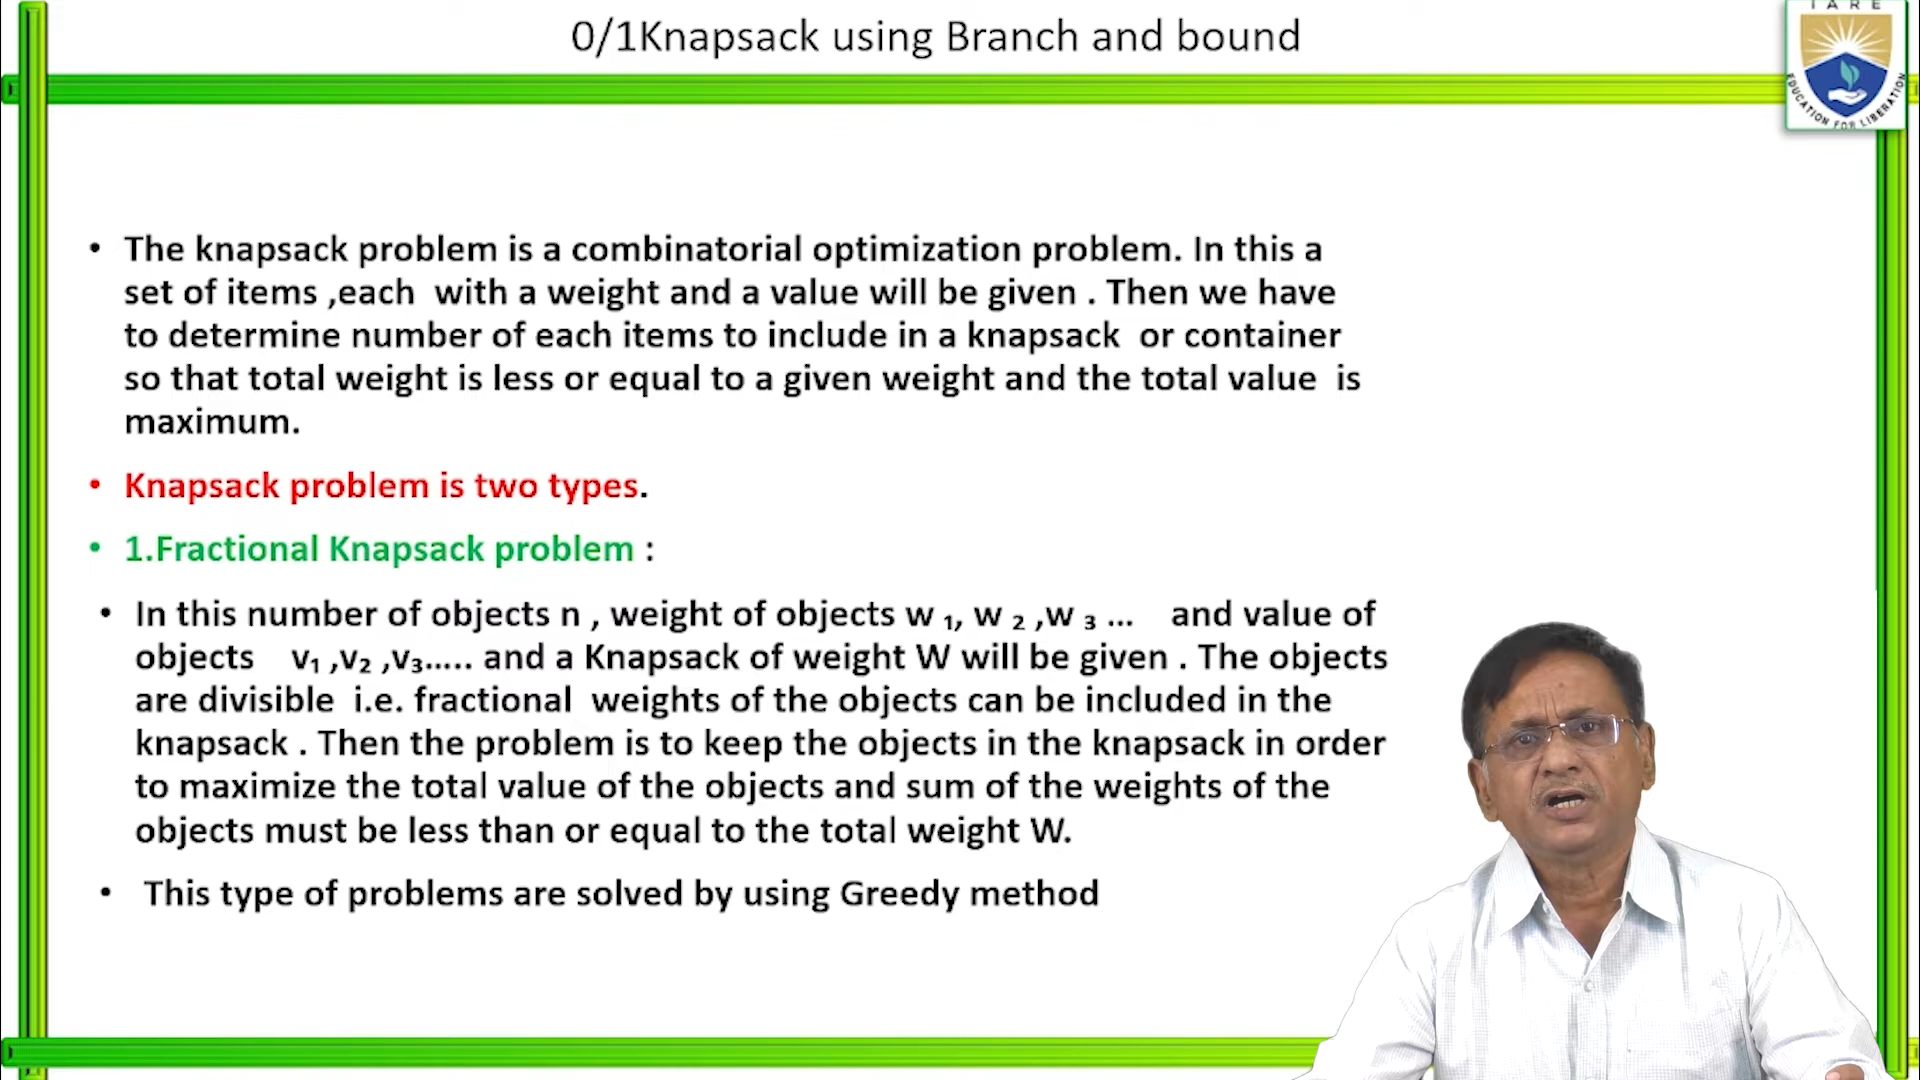 0/1Knapsack using Branch and bound
IARE
EDUCATION FOR LIBERATION
• The knapsack problem is a combinatorial optimization problem. In this a
set of items ,each with a weight and a value will be given . Then we have
to determine number of each items to include in a knapsack or container
so that total weight is less or equal to a given weight and the total value is
maximum.
• Knapsack problem is two types.
• 1.Fractional Knapsack problem :
• In this number of objects n , weight of objects w ₁, w ₂ ,w ₃ ... and value of
objects v₁ ,v₂ ,v₃..... and a Knapsack of weight W will be given . The objects
are divisible i.e. fractional weights of the objects can be included in the
knapsack . Then the problem is to keep the objects in the knapsack in order
to maximize the total value of the objects and sum of the weights of the
objects must be less than or equal to the total weight W.
• This type of problems are solved by using Greedy method